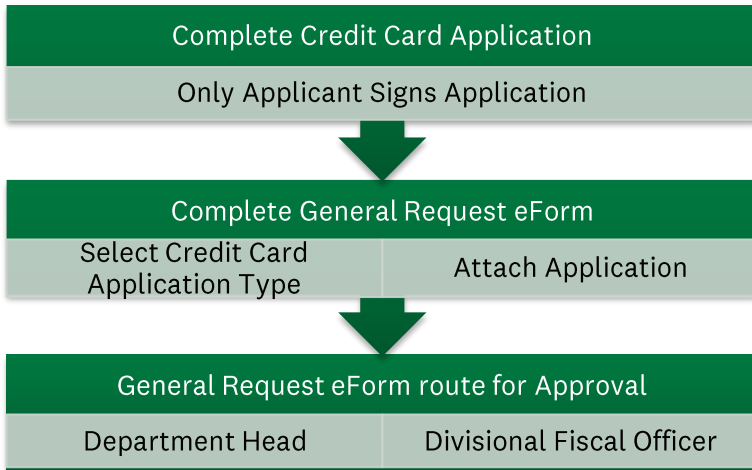 Complete Credit Card Application
Only Applicant Signs Application
Complete General Request eForm
Select Credit Card
Application Type
Attach Application
General Request eForm route for Approval
Department Head
Divisional Fiscal Officer